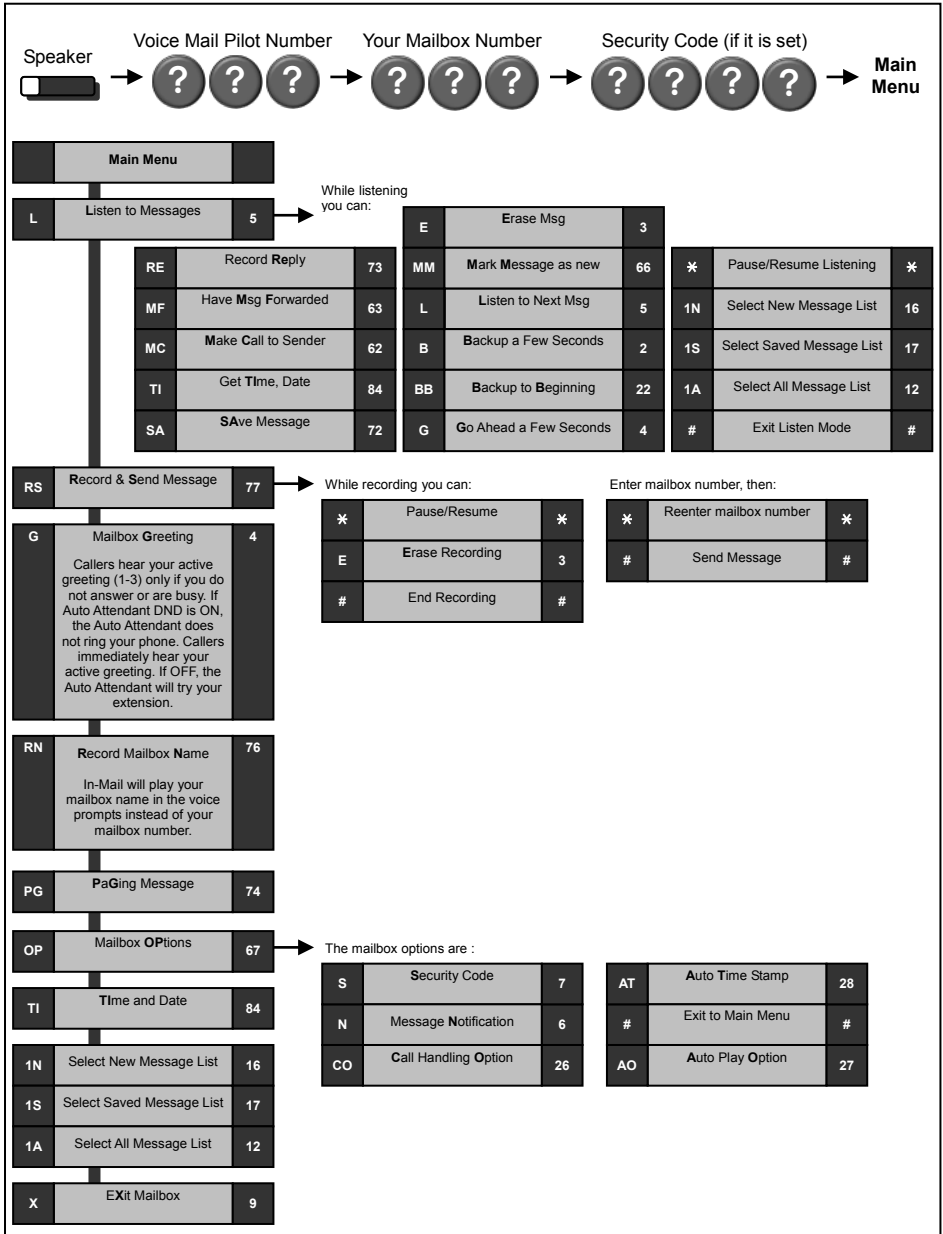 Speaker
Voice Mail Pilot Number
Your Mailbox Number
Security Code (if it is set)
? ? ?
? ? ?
? ? ? ?
Main
Menu
Main Menu
L Listen to Messages 5
While listening
you can:
RE Record Reply 73
MF Have Msg Forwarded 63
MC Make Call to Sender 62
TI Get TIme, Date 84
SA SAve Message 72
E Erase Msg 3
MM Mark Message as new 66
L Listen to Next Msg 5
B Backup a Few Seconds 2
BB Backup to Beginning 22
G Go Ahead a Few Seconds 4
* Pause/Resume Listening *
1N Select New Message List 16
1S Select Saved Message List 17
1A Select All Message List 12
# Exit Listen Mode #
RS Record & Send Message 77
While recording you can:
* Pause/Resume *
E Erase Recording 3
# End Recording #
Enter mailbox number, then:
* Reenter mailbox number *
# Send Message #
G Mailbox Greeting 4
Callers hear your active
greeting (1-3) only if you do
not answer or are busy. If
Auto Attendant DND is ON,
the Auto Attendant does
not ring your phone. Callers
immediately hear your
active greeting. If OFF, the
Auto Attendant will try your
extension.
RN Record Mailbox Name 76
In-Mail will play your
mailbox name in the voice
prompts instead of your
mailbox number.
PG PaGing Message 74
OP Mailbox OPtions 67
The mailbox options are :
S Security Code 7
N Message Notification 6
CO Call Handling Option 26
AT Auto Time Stamp 28
# Exit to Main Menu #
AO Auto Play Option 27
TI TIme and Date 84
1N Select New Message List 16
1S Select Saved Message List 17
1A Select All Message List 12
X EXit Mailbox 9